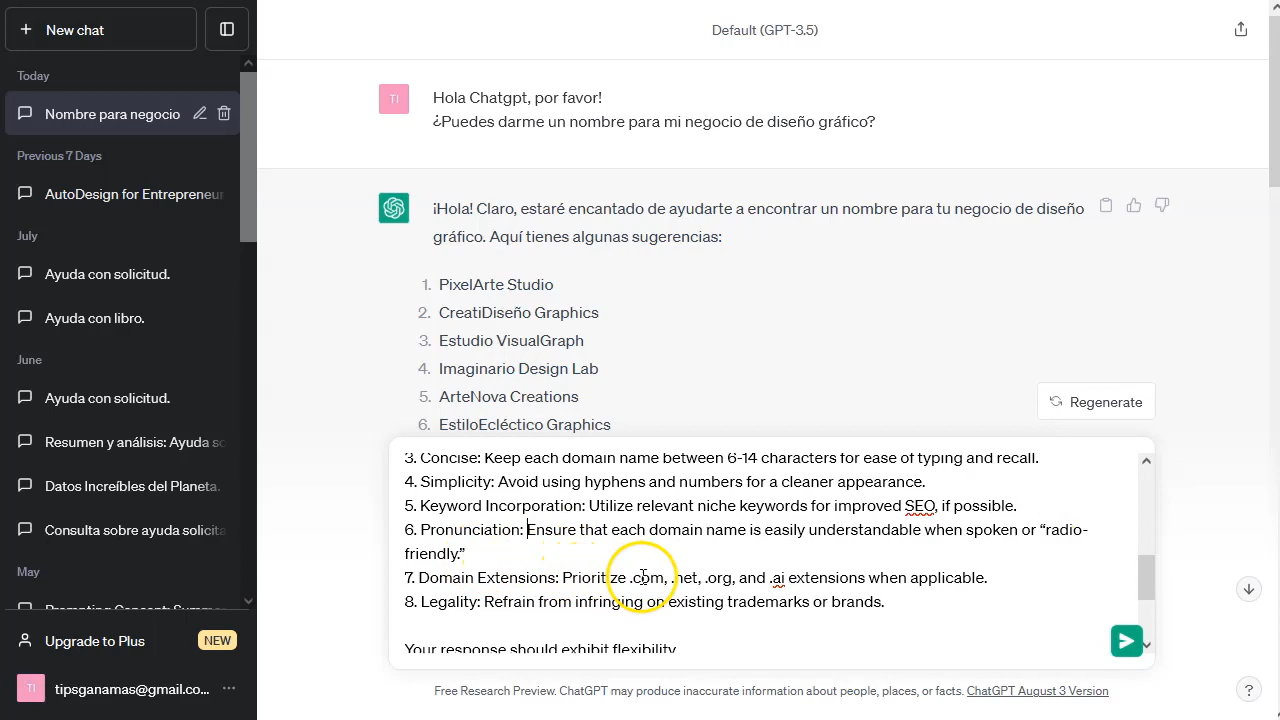 New chat
Default (GPT-3.5)
Today
Nombre para negocio
Previous 7 Days
AutoDesign for Entrepreneur
July
Ayuda con solicitud.
Ayuda con libro.
June
Ayuda con solicitud.
Resumen y análisis: Ayuda so
Datos Increíbles del Planeta.
Consulta sobre ayuda solicita
May
Prompting Concept: Summar
Upgrade to Plus NEW
TI tipsganamas@gmail.co... ...
TI
Hola Chatgpt, por favor!
¿Puedes darme un nombre para mi negocio de diseño gráfico?
¡Hola! Claro, estaré encantado de ayudarte a encontrar un nombre para tu negocio de diseño
gráfico. Aquí tienes algunas sugerencias:
1. PixelArte Studio
2. CreatiDiseño Graphics
3. Estudio VisualGraph
4. Imaginario Design Lab
5. ArteNova Creations
6. EstiloEcléctico Graphics
Regenerate
3. Concise: Keep each domain name between 6-14 characters for ease of typing and recall.
4. Simplicity: Avoid using hyphens and numbers for a cleaner appearance.
5. Keyword Incorporation: Utilize relevant niche keywords for improved SEO, if possible.
6. Pronunciation: Ensure that each domain name is easily understandable when spoken or “radio-
friendly.”
7. Domain Extensions: Prioritize .com, .net, .org, and .ai extensions when applicable.
8. Legality: Refrain from infringing on existing trademarks or brands.
Your response should exhibit flexibility
Free Research Preview. ChatGPT may produce inaccurate information about people, places, or facts. ChatGPT August 3 Version
?